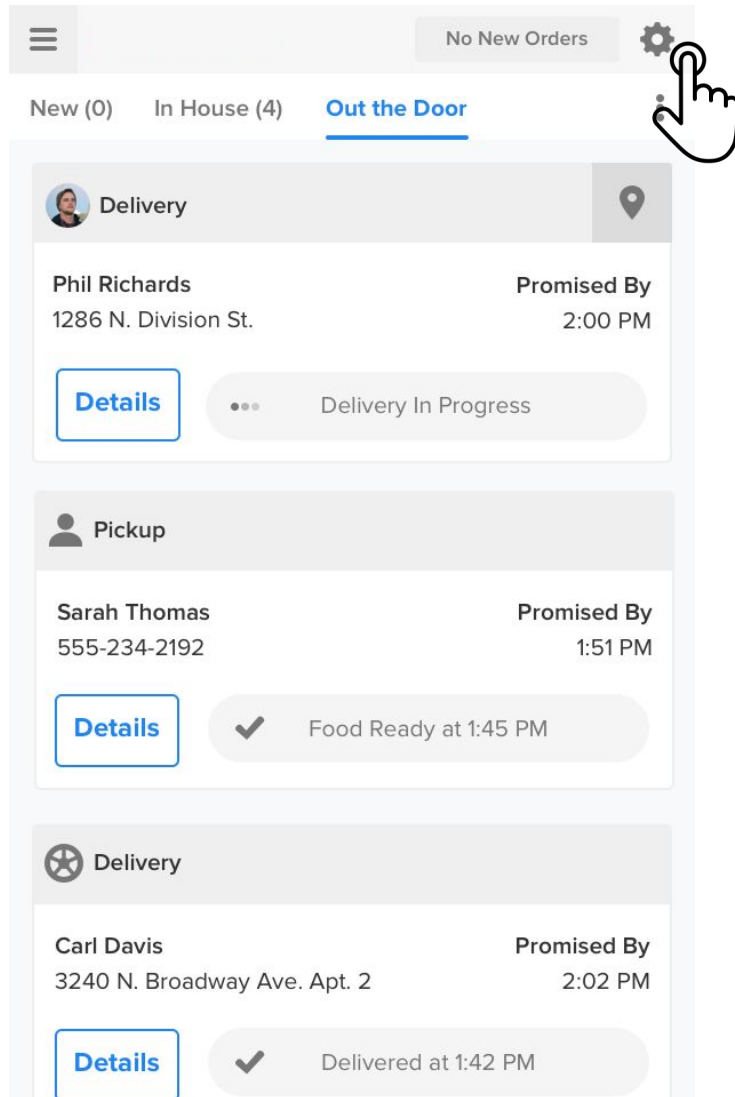 No New Orders
New (0) In House (4) Out the Door
Delivery
Phil Richards Promised By
1286 N. Division St. 2:00 PM
Details Delivery In Progress
Pickup
Sarah Thomas Promised By
555-234-2192 1:51 PM
Details Food Ready at 1:45 PM
Delivery
Carl Davis Promised By
3240 N. Broadway Ave. Apt. 2 2:02 PM
Details Delivered at 1:42 PM